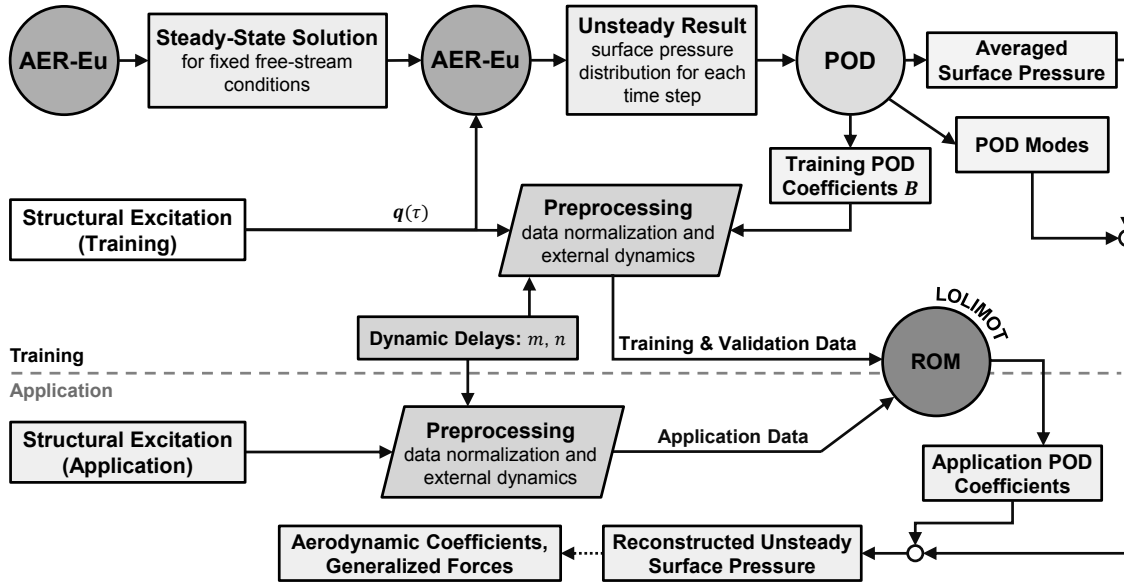 AER-Eu
Steady-State Solution
for fixed free-stream
conditions
AER-Eu
Unsteady Result
surface pressure
distribution for each
time step
POD
Averaged
Surface Pressure
POD Modes
Training POD
Coefficients B
Structural Excitation
(Training)
q(τ)
Preprocessing
data normalization and
external dynamics
Dynamic Delays: m, n
Training & Validation Data
LOLIMOT
ROM
Training
Application
Structural Excitation
(Application)
Preprocessing
data normalization and
external dynamics
Application Data
Application POD
Coefficients
Aerodynamic Coefficients,
Generalized Forces
Reconstructed Unsteady
Surface Pressure